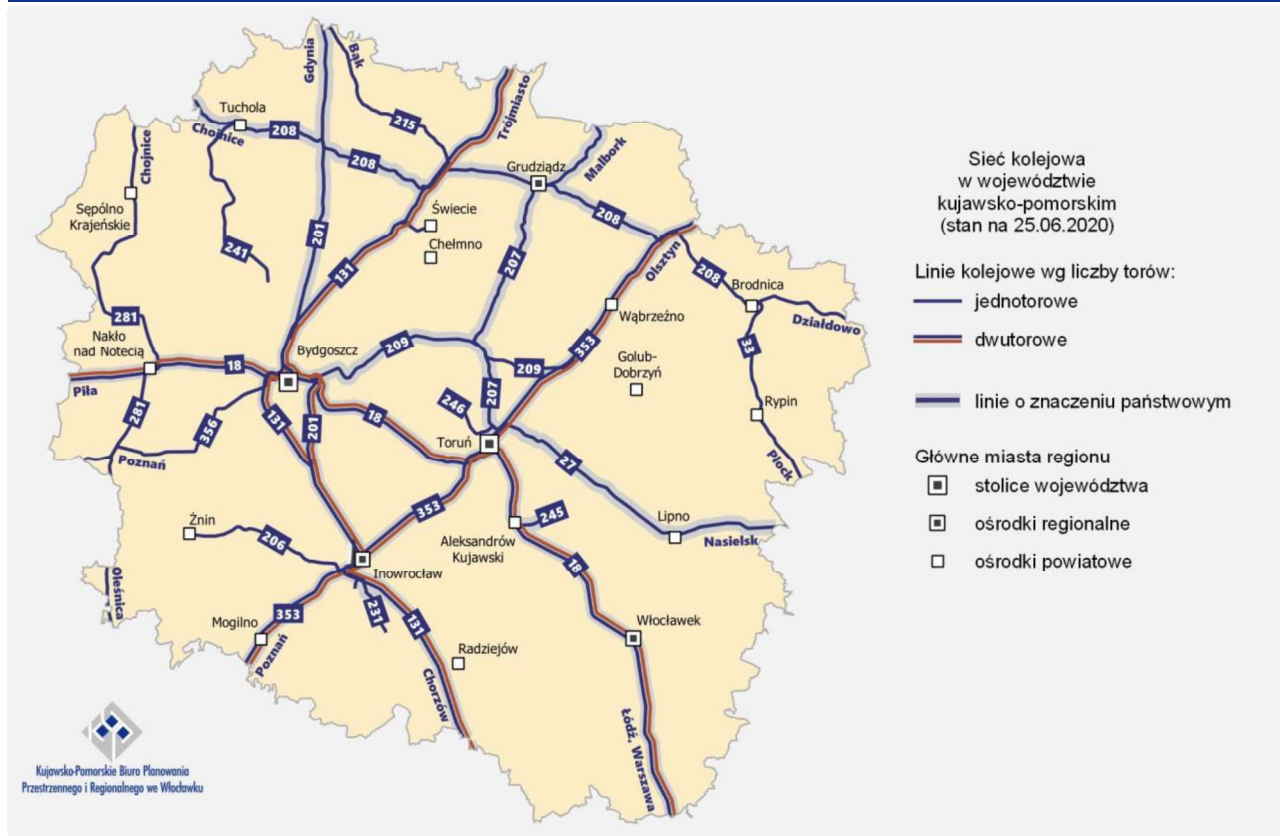 Sieć kolejowa
w województwie
kujawsko-pomorskim
(stan na 25.06.2020)
Linie kolejowe wg liczby torów:
jednotorowe
dwutorowe
linie o znaczeniu państwowym
Główne miasta regionu
stolice województwa
ośrodki regionalne
ośrodki powiatowe
Gdynia
Bąk
Trójmiasto
Tuchola
Chojnice
208
215
208
Chojnice
Grudziądz
Malbork
Sępólno
Krajeńskie
Świecie
208
241
201
Chełmno
207
Olsztyn
131
208
Brodnica
Działdowo
281
Wąbrzeźno
Nakło
nad Notecią
18
Bydgoszcz
209
353
33
Golub-
Dobrzyń
209
Piła
207
281
356
131
201
18
246
Rypin
Toruń
Poznań
27
Płock
Żnin
206
353
245
Lipno
Nasielsk
Aleksandrów
Kujawski
Inowrocław
18
Oleśnica
Mogilno
353
231
131
Włocławek
Poznań
Radziejów
Chorzów
Łódź, Warszawa
Kujawsko-Pomorskie Biuro Planowania
Przestrzennego i Regionalnego we Włocławku